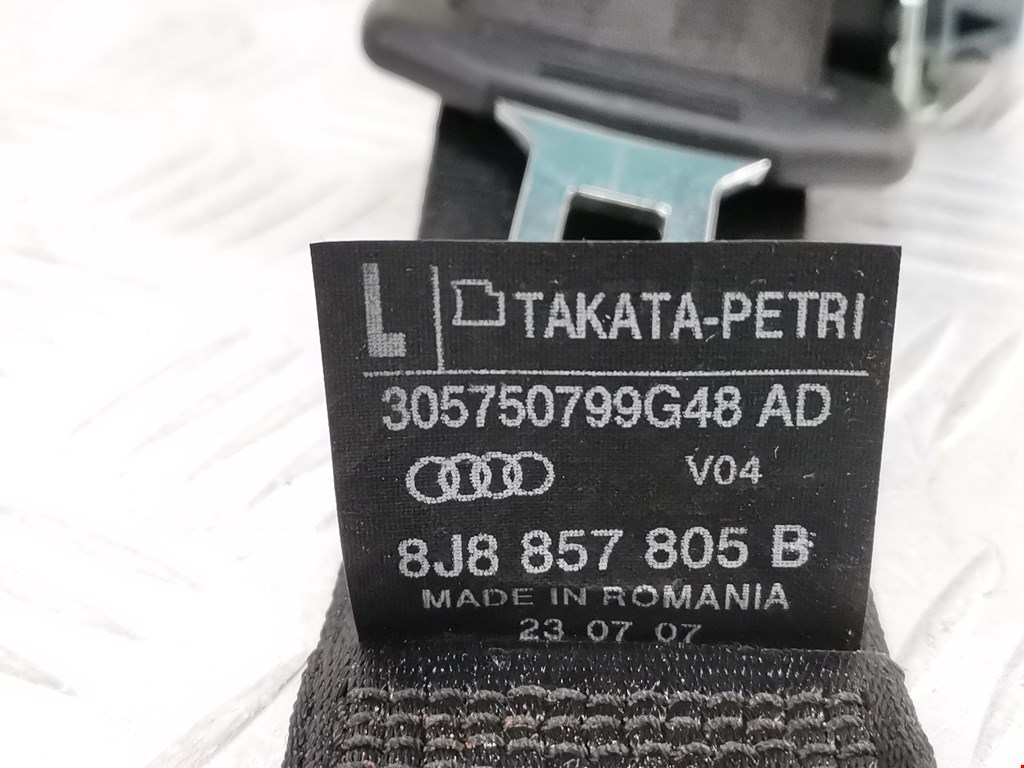 L TAKATA-PETRI
305750799G48 AD
V04
8J8 857 805 B
MADE IN ROMANIA
23 07 07